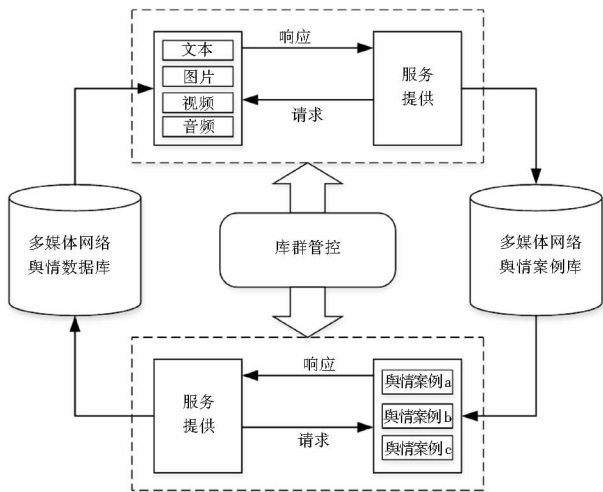 响应
文本
图片
视频
音频
服务
提供
请求
多媒体网络
舆情数据库
库群管控
多媒体网络
舆情案例库
响应
服务
提供
舆情案例a
舆情案例b
舆情案例c
请求